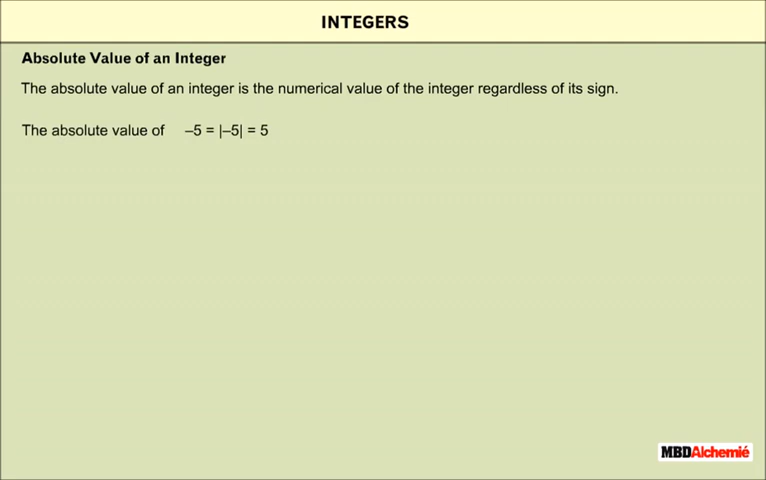 INTEGERS
Absolute Value of an Integer
The absolute value of an integer is the numerical value of the integer regardless of its sign.
The absolute value of –5 = |–5| = 5
MBDAlchemié